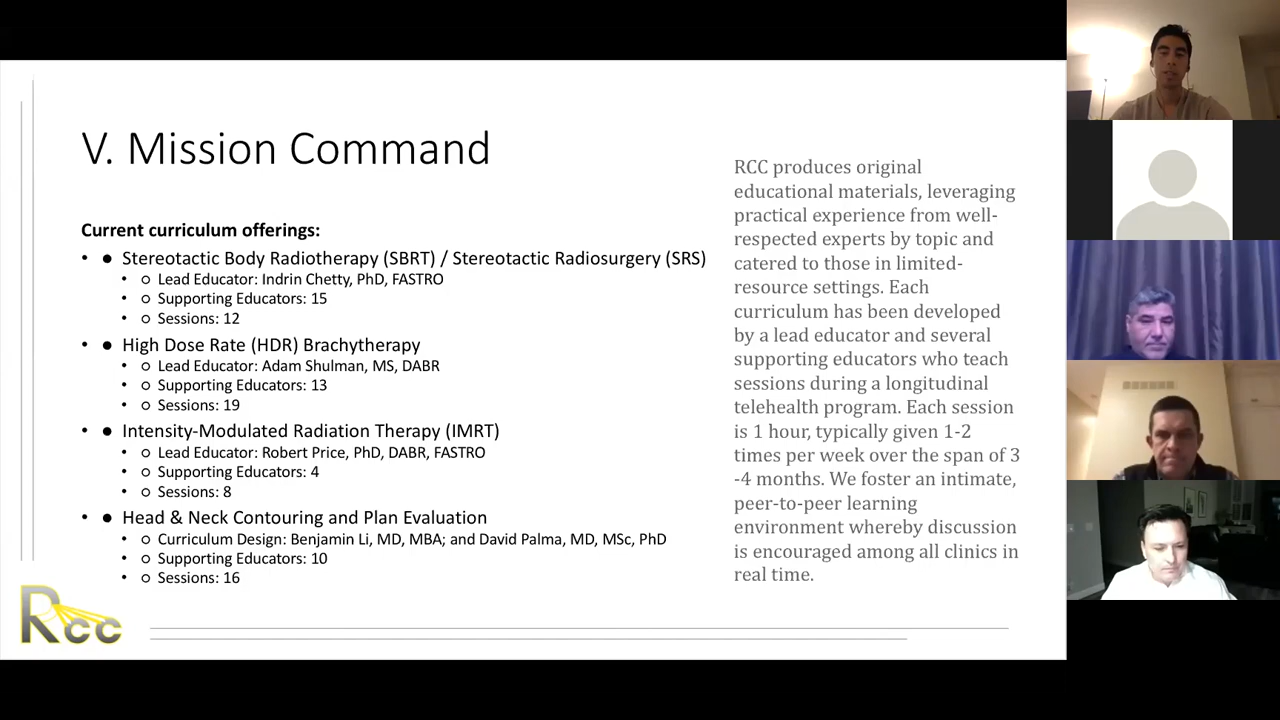 V. Mission Command
Current curriculum offerings:
• ● Stereotactic Body Radiotherapy (SBRT) / Stereotactic Radiosurgery (SRS)
• ○ Lead Educator: Indrin Chetty, PhD, FASTRO
• ○ Supporting Educators: 15
• ○ Sessions: 12
• ● High Dose Rate (HDR) Brachytherapy
• ○ Lead Educator: Adam Shulman, MS, DABR
• ○ Supporting Educators: 13
• ○ Sessions: 19
• ● Intensity-Modulated Radiation Therapy (IMRT)
• ○ Lead Educator: Robert Price, PhD, DABR, FASTRO
• ○ Supporting Educators: 4
• ○ Sessions: 8
• ● Head & Neck Contouring and Plan Evaluation
• ○ Curriculum Design: Benjamin Li, MD, MBA; and David Palma, MD, MSc, PhD
• ○ Supporting Educators: 10
• ○ Sessions: 16
RCC produces original
educational materials, leveraging
practical experience from well-
respected experts by topic and
catered to those in limited-
resource settings. Each
curriculum has been developed
by a lead educator and several
supporting educators who teach
sessions during a longitudinal
telehealth program. Each session
is 1 hour, typically given 1-2
times per week over the span of 3
-4 months. We foster an intimate,
peer-to-peer learning
environment whereby discussion
is encouraged among all clinics in
real time.
Rcc